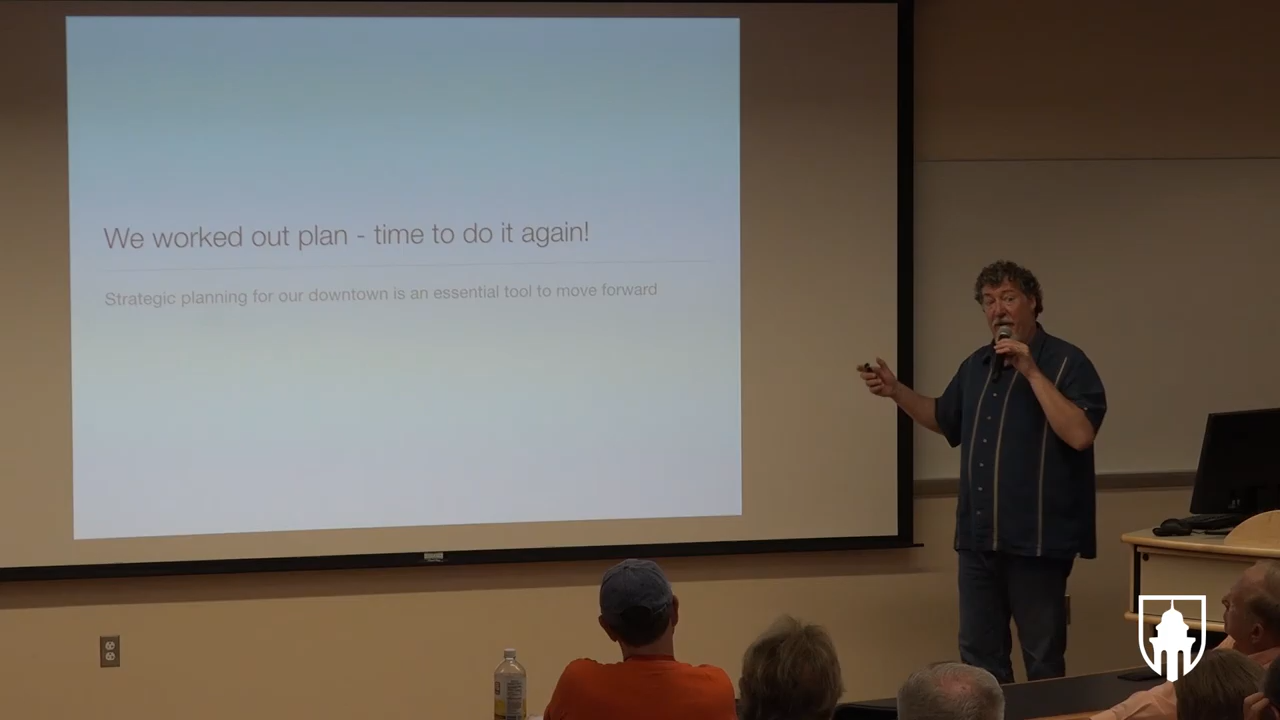 We worked out plan - time to do it again!
Strategic planning for our downtown is an essential tool to move forward